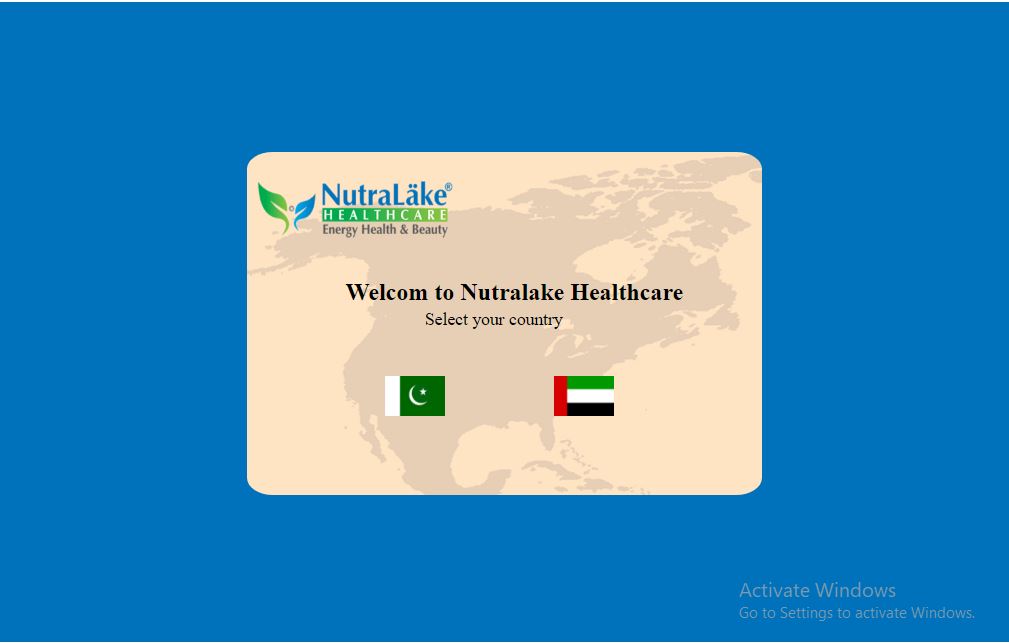 NutraLäke®
HEALTHCARE
Energy Health & Beauty
Welcom to Nutralake Healthcare
Select your country
Activate Windows
Go to Settings to activate Windows.